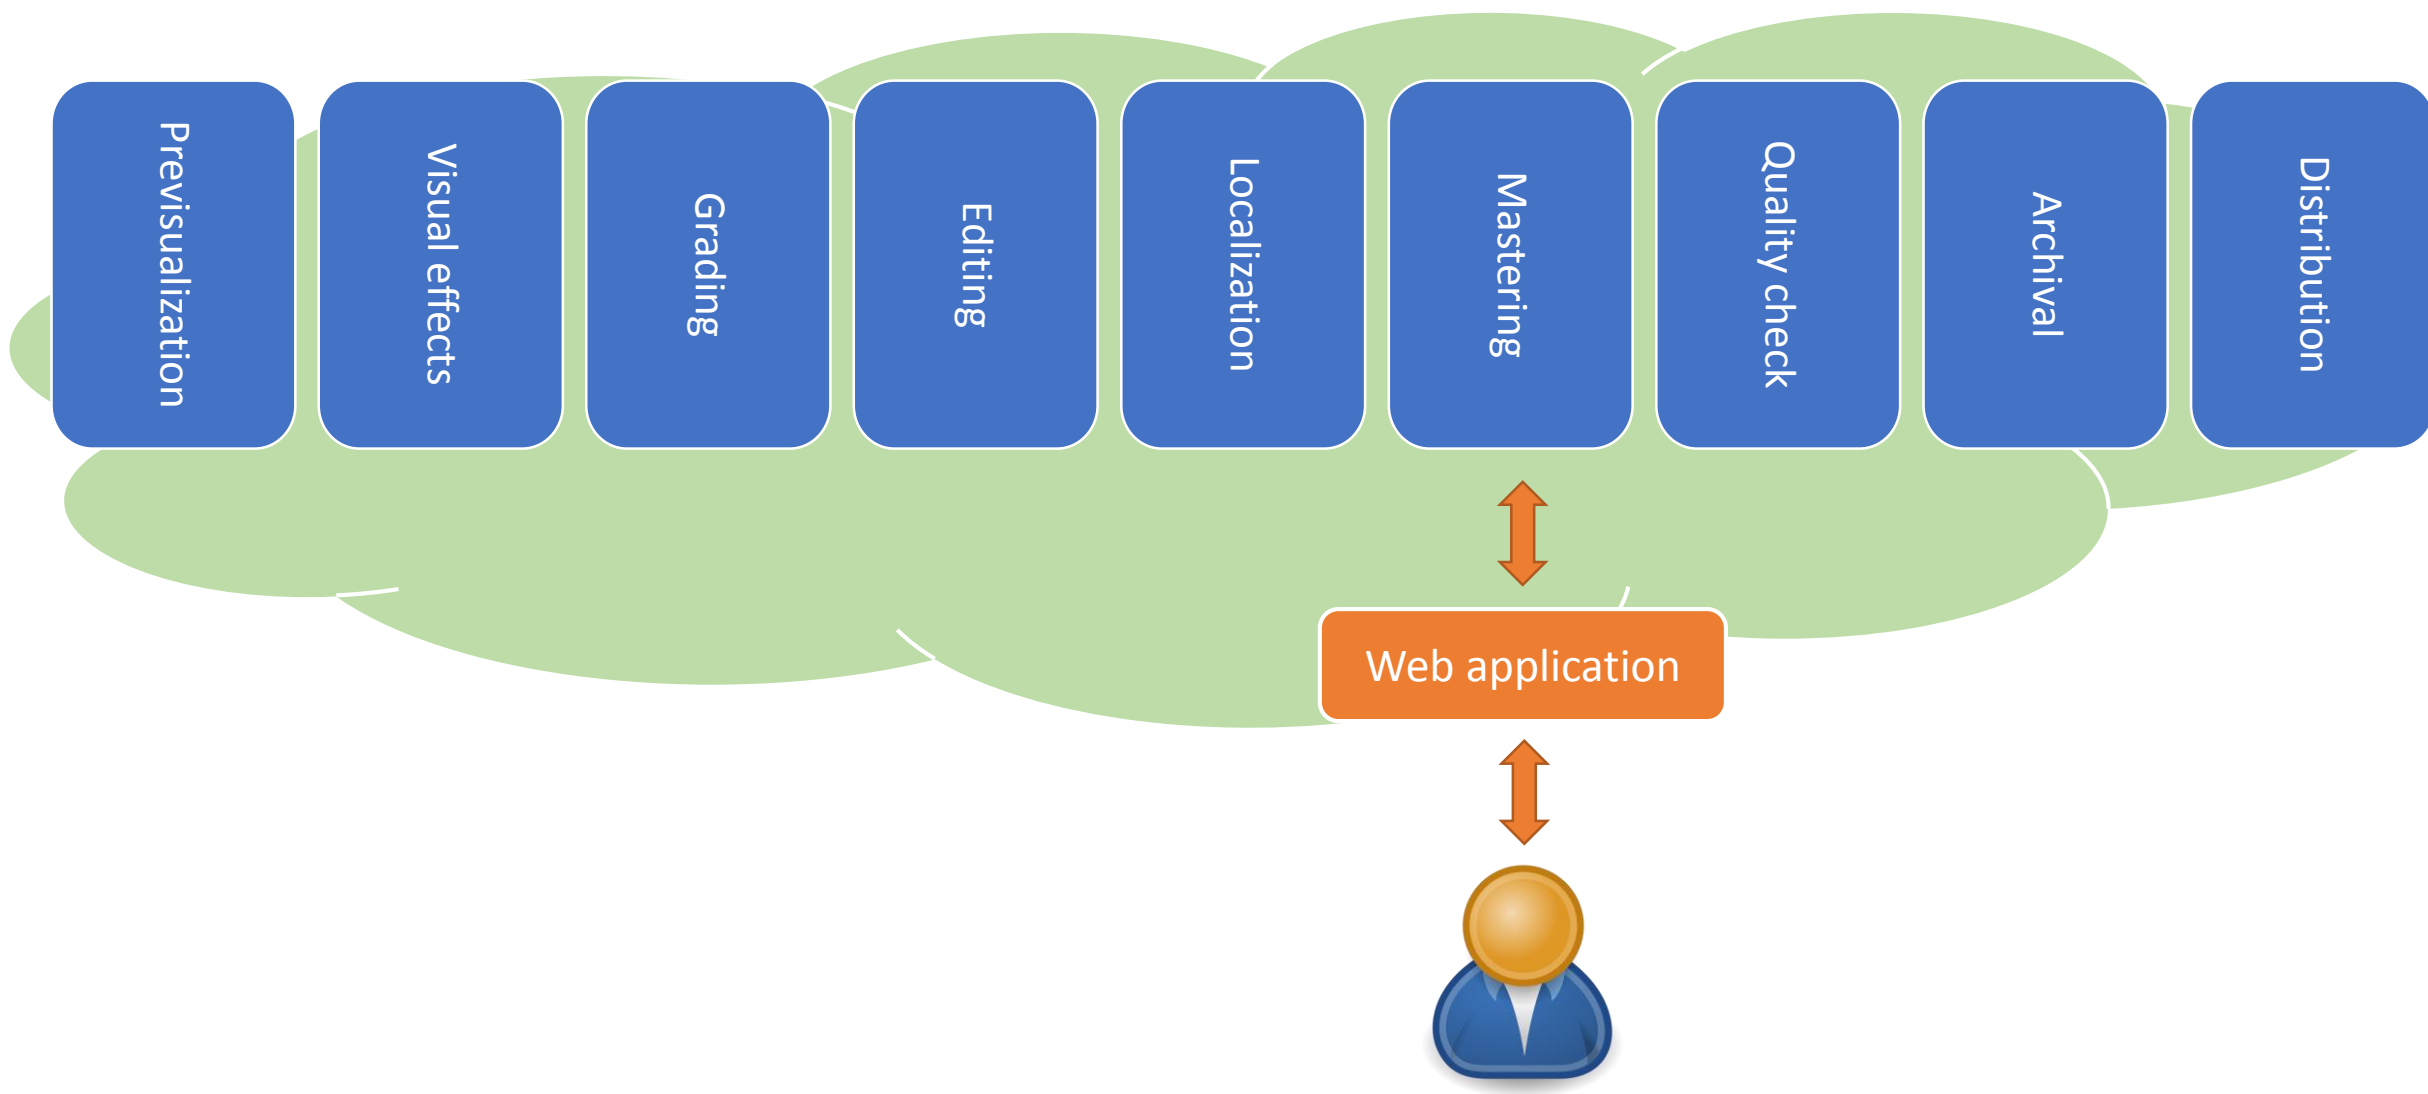 Previsualization
Visual effects
Grading
Editing
Localization
Mastering
Quality check
Archival
Distribution
Web application